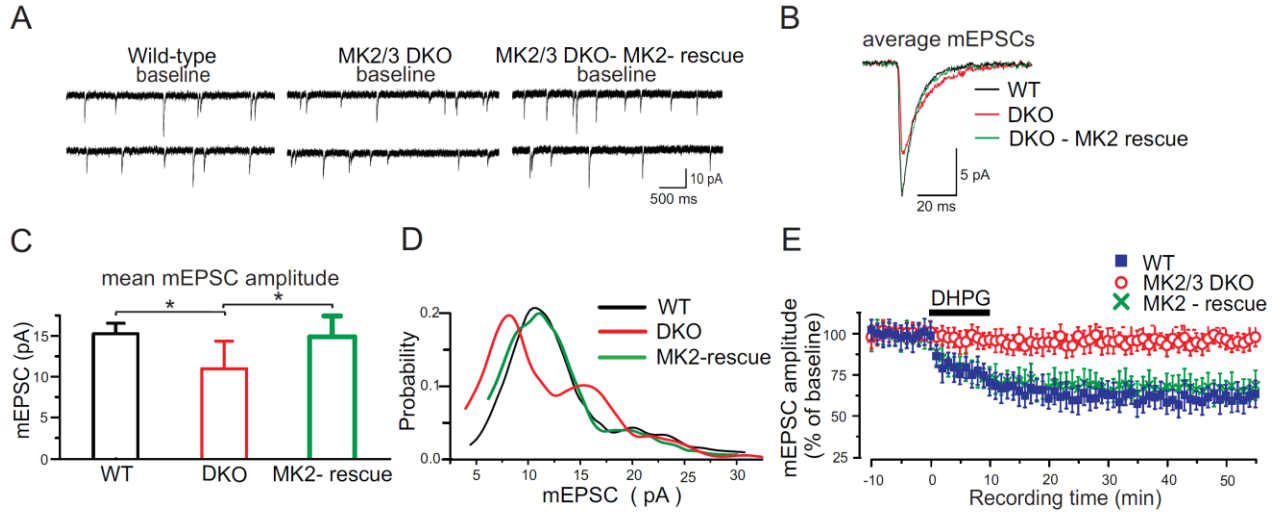 A
Wild-type
baseline
MK2/3 DKO
baseline
MK2/3 DKO- MK2- rescue
baseline
10 pA
500 ms
B
average mEPSCs
WT
DKO
DKO - MK2 rescue
5 pA
20 ms
C
mean mEPSC amplitude
* *
mEPSC (pA)
15
10
5
0
WT DKO MK2- rescue
D
WT
DKO
MK2-rescue
Probability
0.2
0.1
0.0
5 10 15 20 25 30
mEPSC ( pA )
E
WT
MK2/3 DKO
MK2 - rescue
DHPG
mEPSC amplitude
(% of baseline)
100
75
50
25
-10 0 10 20 30 40 50
Recording time (min)